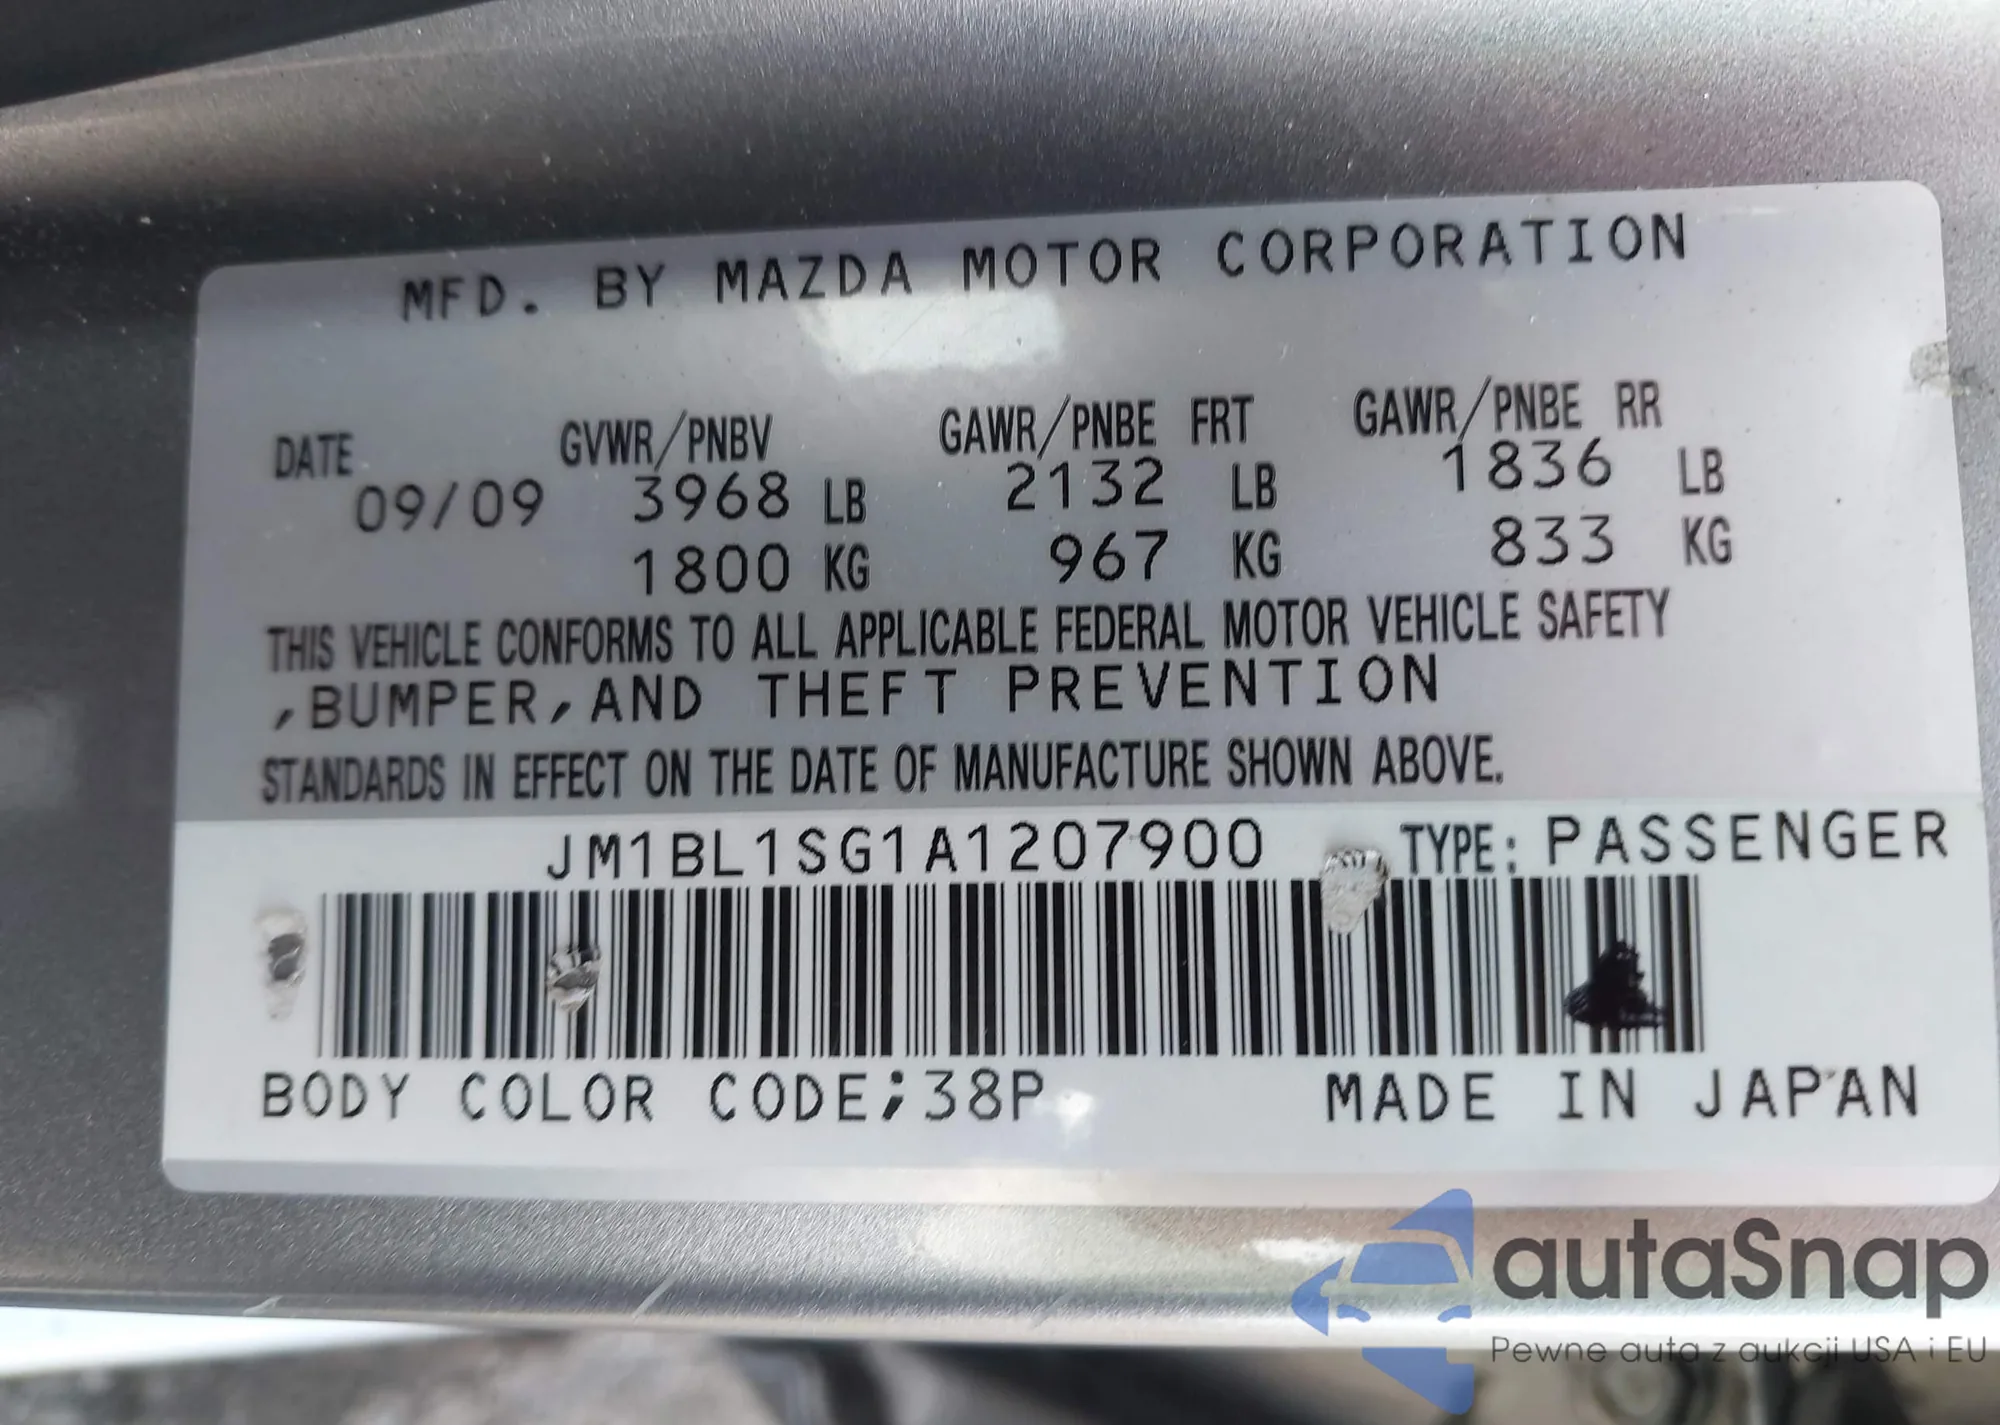 MFD. BY MAZDA MOTOR CORPORATION
DATE GVWR/PNBV GAWR/PNBE FRT GAWR/PNBE RR
09/09 3968 LB 2132 LB 1836 LB
1800 KG 967 KG 833 KG
THIS VEHICLE CONFORMS TO ALL APPLICABLE FEDERAL MOTOR VEHICLE SAFETY
,BUMPER,AND THEFT PREVENTION
STANDARDS IN EFFECT ON THE DATE OF MANUFACTURE SHOWN ABOVE.
JM1BL1SG1A1207900 TYPE: PASSENGER
BODY COLOR CODE;38P MADE IN JAPAN
autaSnap
Pewne auta z aukcji USA i EU